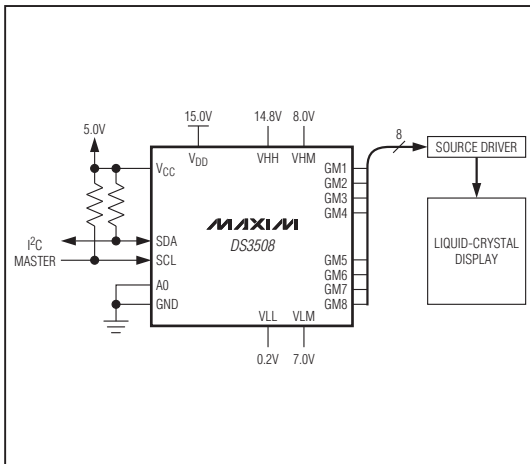 15.0V
14.8V
8.0V
5.0V
8
VCC
VDD
VHH
VHM
GM1
GM2
GM3
GM4
SOURCE DRIVER
MAXIM
DS3508
I2C
MASTER
SDA
SCL
A0
GND
GM5
GM6
GM7
GM8
LIQUID-CRYSTAL
DISPLAY
VLL
VLM
0.2V
7.0V